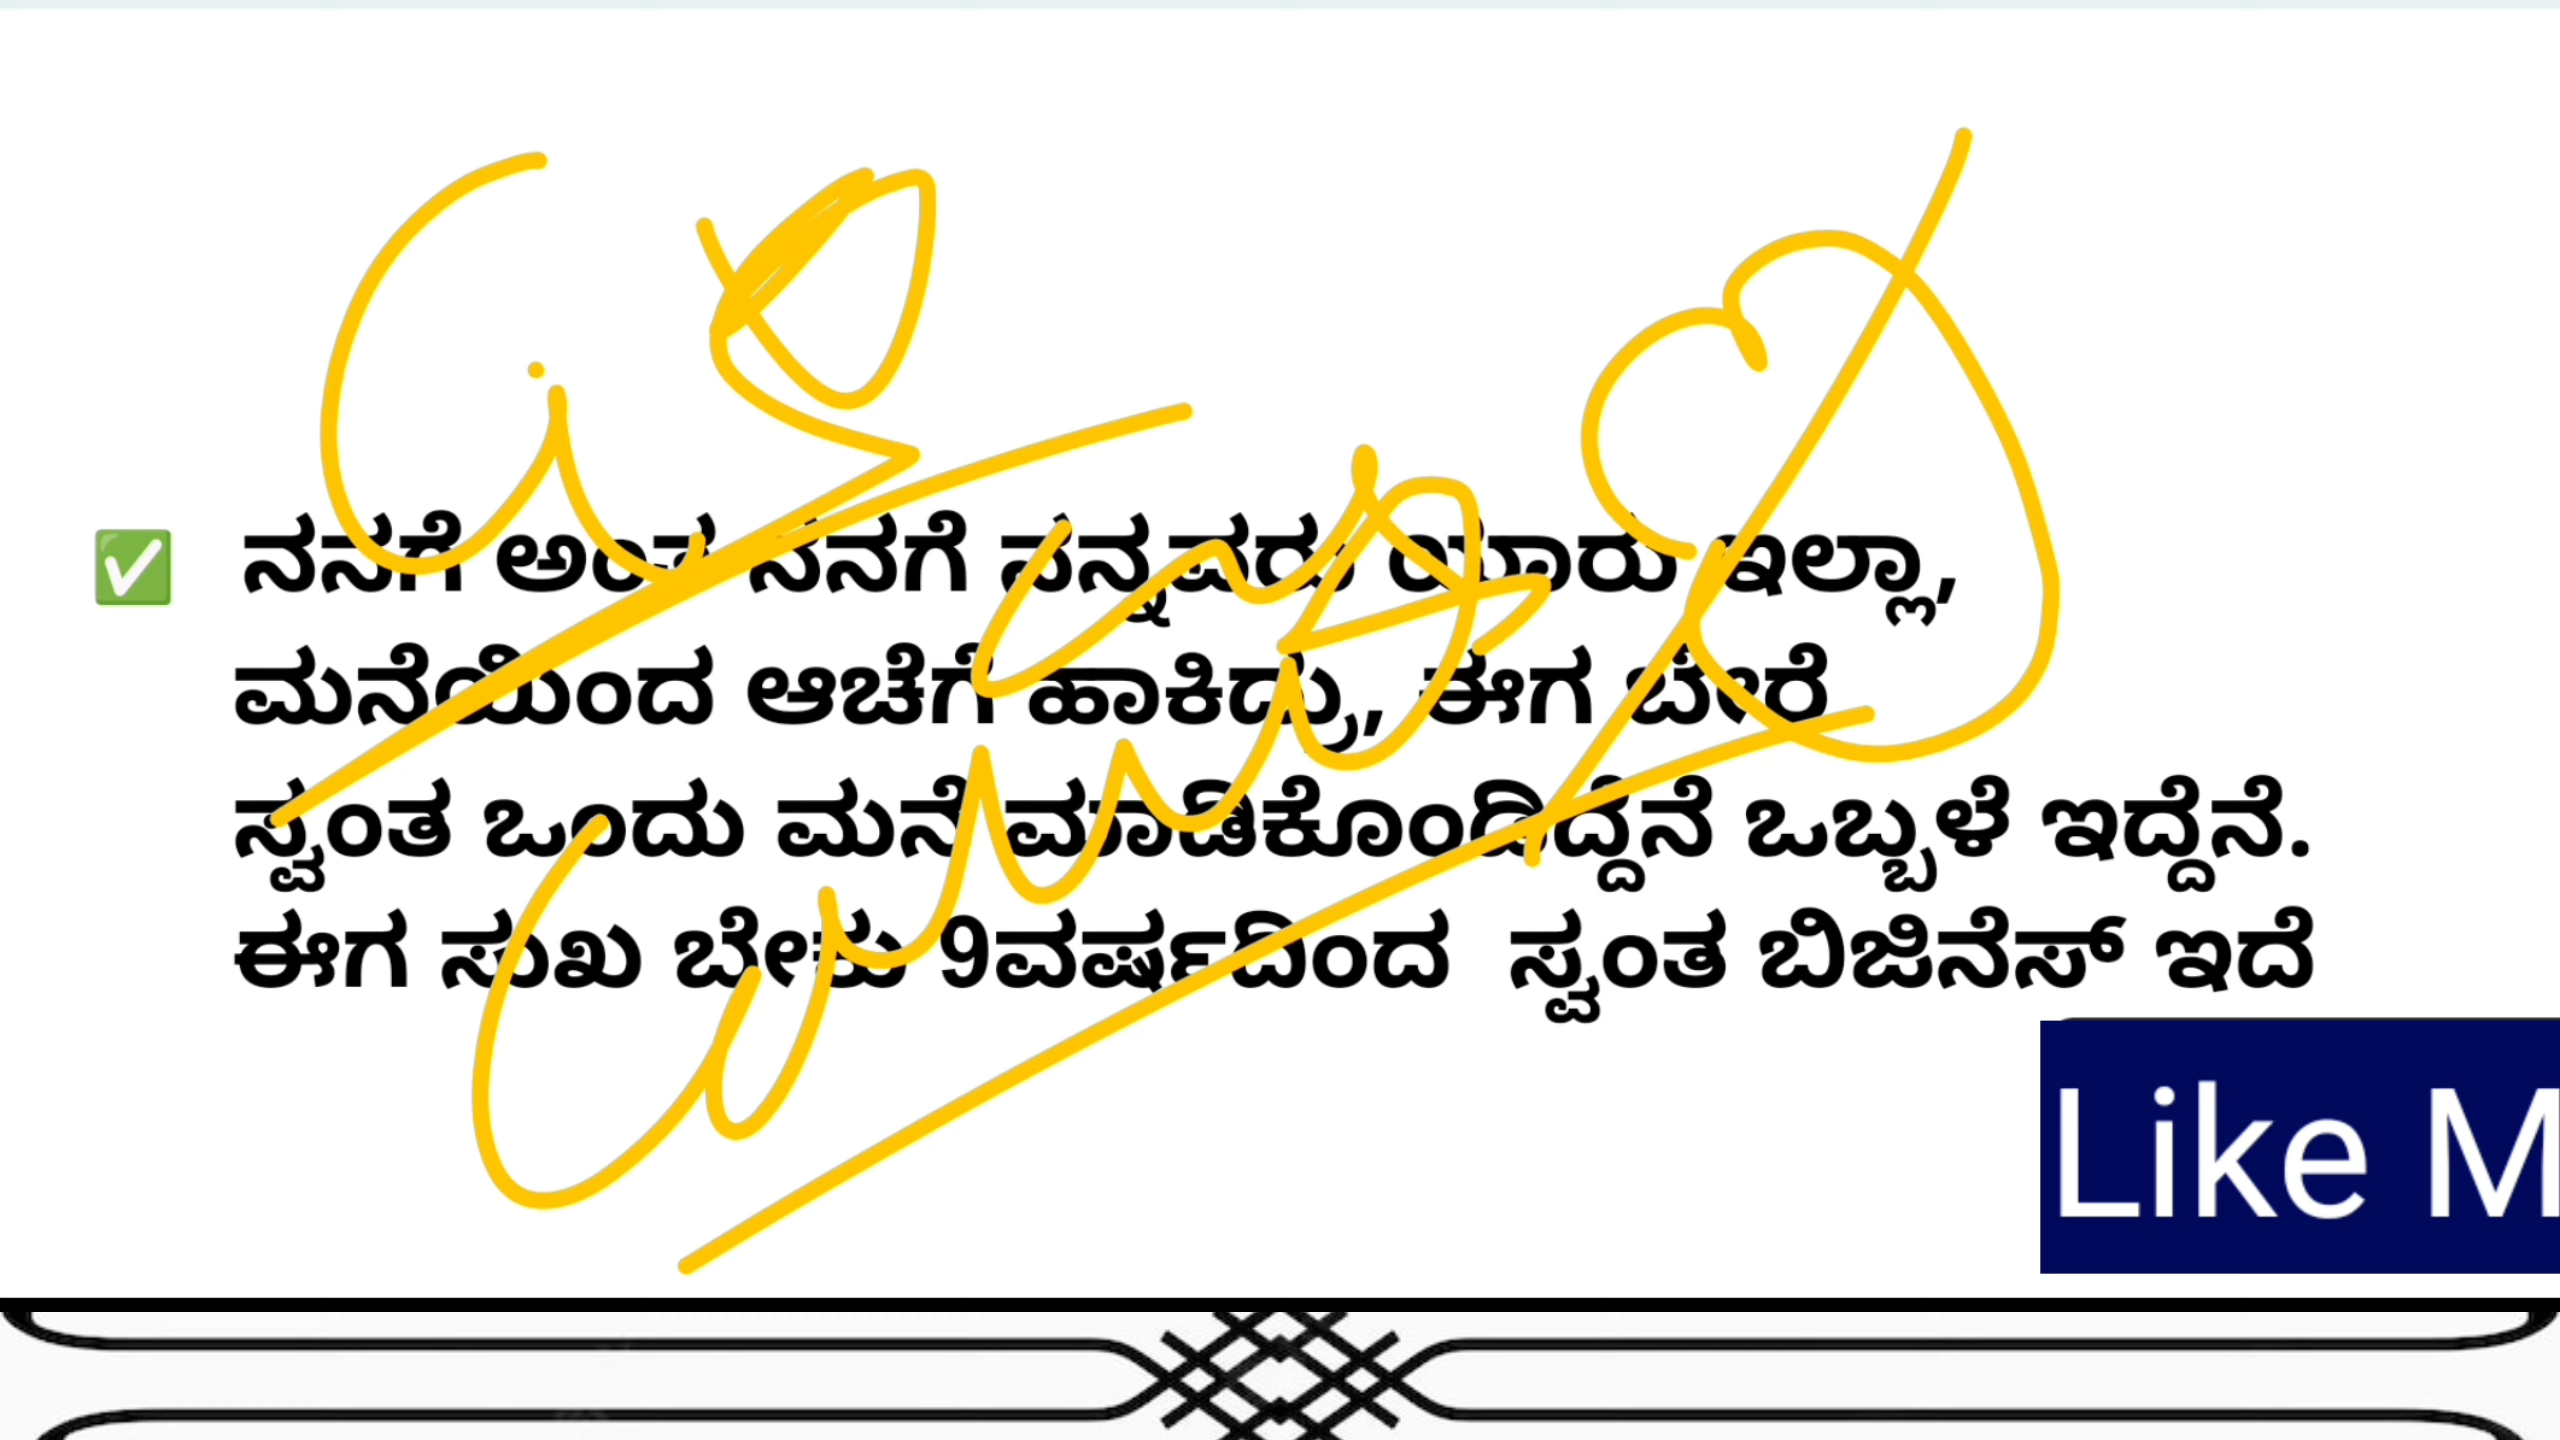 ✅ ನನಗೆ ಅಂತ ನನಗೆ ನನ್ನವರು ಯಾರು ಇಲ್ಲಾ,
ಮನೆಯಿಂದ ಆಚೆಗೆ ಹಾಕಿದ್ರು, ಈಗ ಬೇರೆ
ಸ್ವಂತ ಒಂದು ಮನೆ ಮಾಡಿಕೊಂಡಿದ್ದೆನೆ ಒಬ್ಬಳೆ ಇದ್ದೆನೆ.
ಈಗ ಸುಖ ಬೇಕು 9ವರ್ಷದಿಂದ ಸ್ವಂತ ಬಿಜಿನೆಸ್ ಇದೆ
Like M